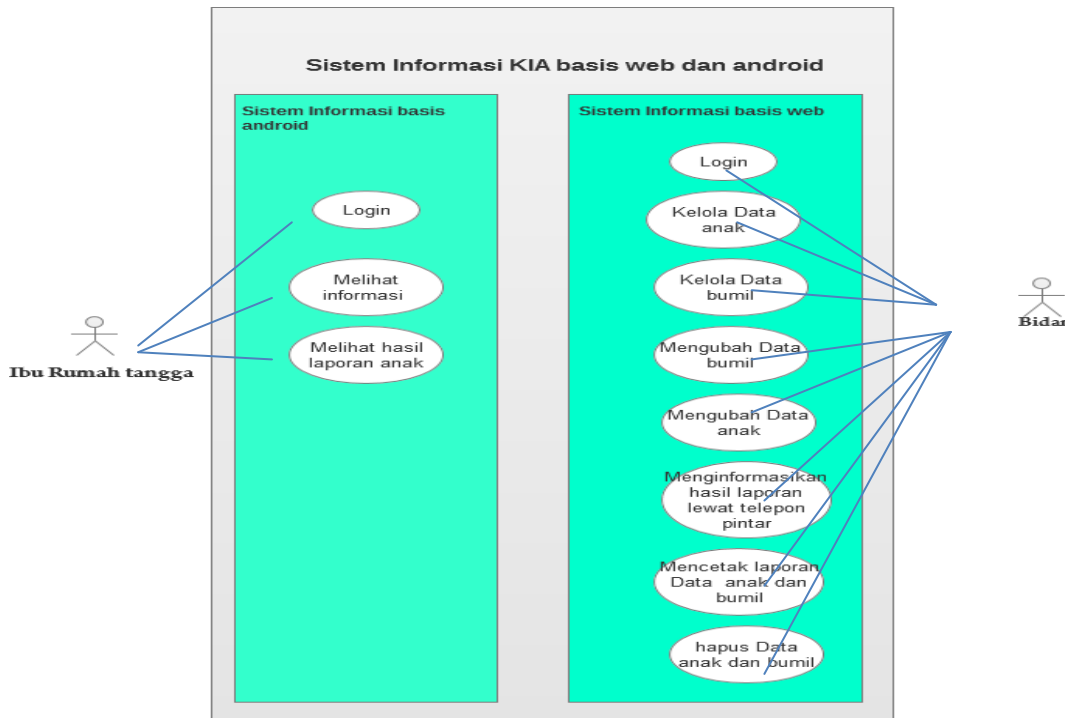 Sistem Informasi KIA basis web dan android
Sistem Informasi basis
android
Login
Melihat
informasi
Melihat hasil
laporan anak
Ibu Rumah tangga
Sistem Informasi basis web
Login
Kelola Data
anak
Kelola Data
bumil
Mengubah Data
bumil
Mengubah Data
anak
Menginformasikan
hasil laporan
lewat telepon
pintar
Mencetak laporan
Data anak dan
bumil
hapus Data
anak dan bumil